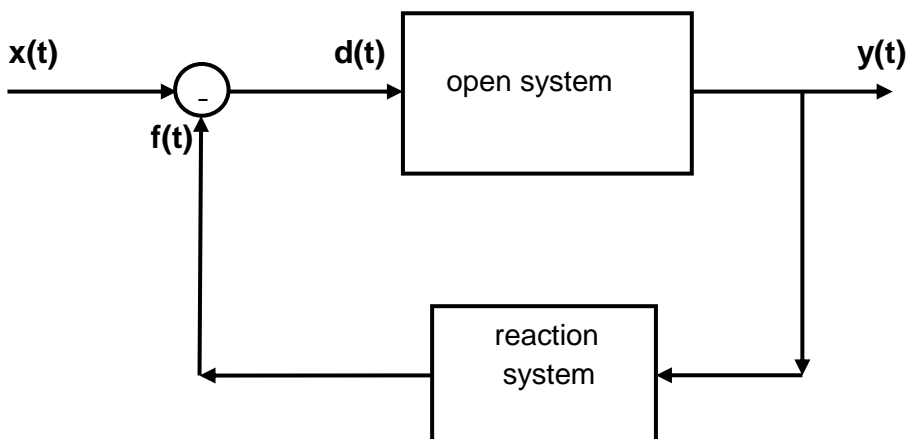 x(t)
d(t)
open system
y(t)
-
f(t)
reaction
system